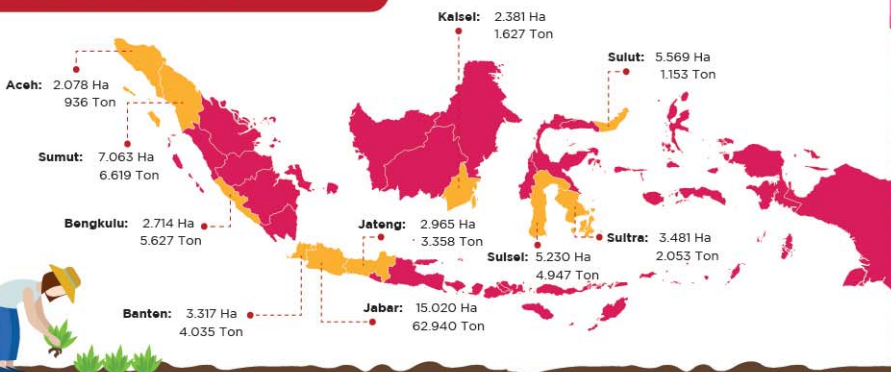 Kalsel: 2.381 Ha
1.627 Ton
Sulut: 5.569 Ha
1.153 Ton
Aceh: 2.078 Ha
936 Ton
Sumut: 7.063 Ha
6.619 Ton
Bengkulu: 2.714 Ha
5.627 Ton
Jateng: 2.965 Ha
3.358 Ton
Sulsel: 5.230 Ha
4.947 Ton
Sultra: 3.481 Ha
2.053 Ton
Banten: 3.317 Ha
4.035 Ton
Jabar: 15.020 Ha
62.940 Ton